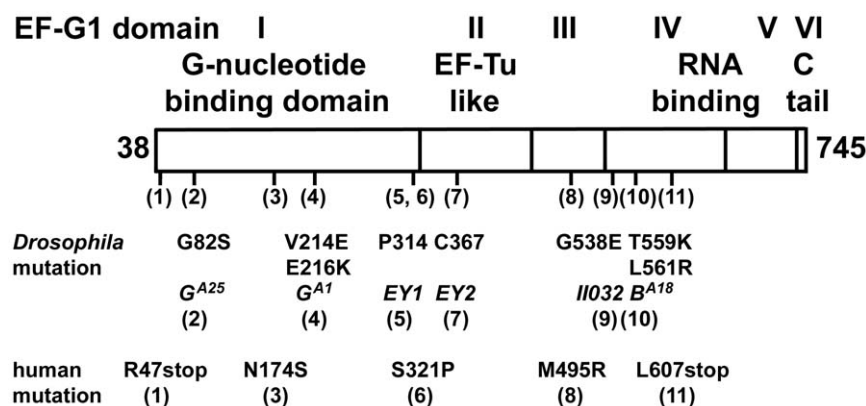 EF-G1 domain I II III IV V VI
G-nucleotide EF-Tu RNA C
binding domain like binding tail
38 745
(1) (2) (3) (4) (5, 6) (7) (8) (9) (10) (11)
Drosophila G82S V214E P314 C367 G538E T559K
mutation E216K L561R
G^A25 G^A1 EY1 EY2 II032 B^A18
(2) (4) (5) (7) (9) (10)
human R47stop N174S S321P M495R L607stop
mutation (1) (3) (6) (8) (11)